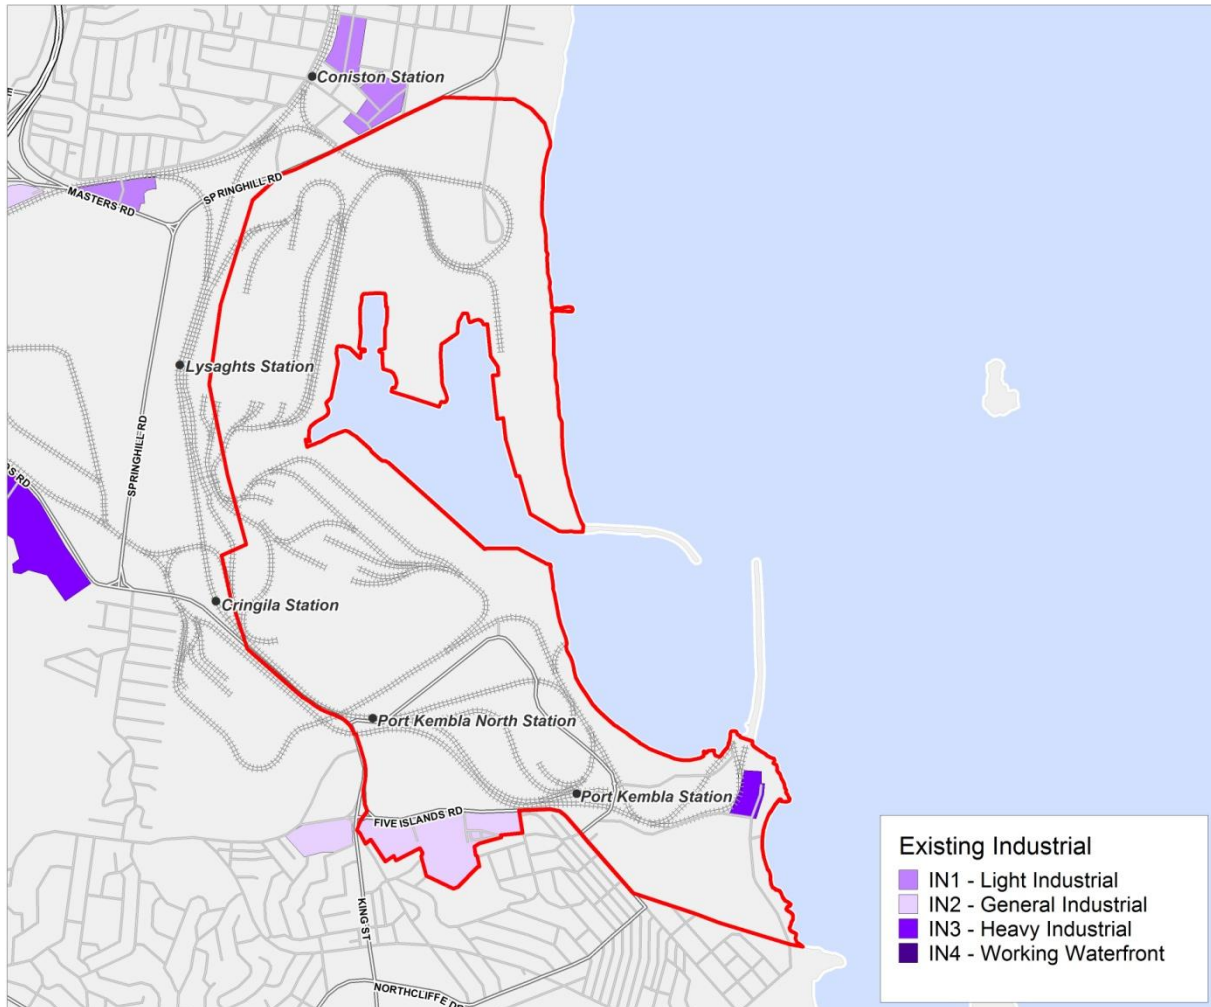 Coniston Station
SPRINGHILL RD
MASTERS RD
Lysaghts Station
SPRINGHILL RD
DS RD
Cringila Station
Port Kembla North Station
Port Kembla Station
FIVE ISLANDS RD
KING ST
NORTHCLIFFE DR
Existing Industrial
IN1 - Light Industrial
IN2 - General Industrial
IN3 - Heavy Industrial
IN4 - Working Waterfront